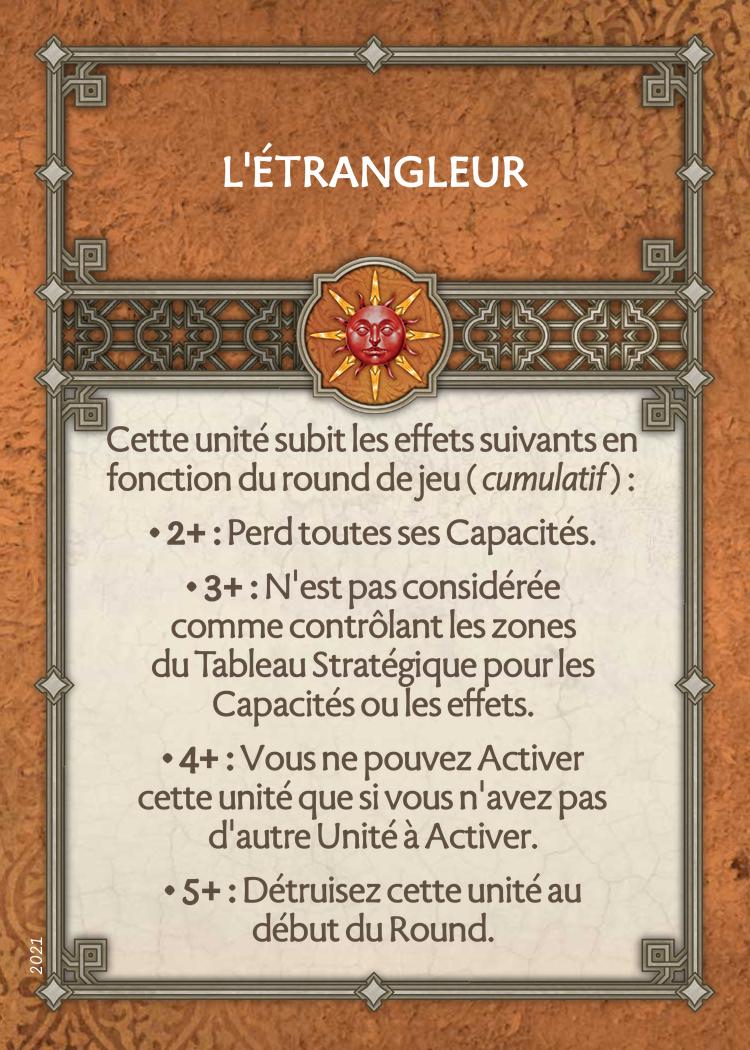 L'ÉTRANGLEUR
Cette unité subit les effets suivants en
fonction du round de jeu ( cumulatif ) :
• 2+ : Perd toutes ses Capacités.
• 3+ : N'est pas considérée
comme contrôlant les zones
du Tableau Stratégique pour les
Capacités ou les effets.
• 4+ : Vous ne pouvez Activer
cette unité que si vous n'avez pas
d'autre Unité à Activer.
• 5+ : Détruisez cette unité au
début du Round.
2021